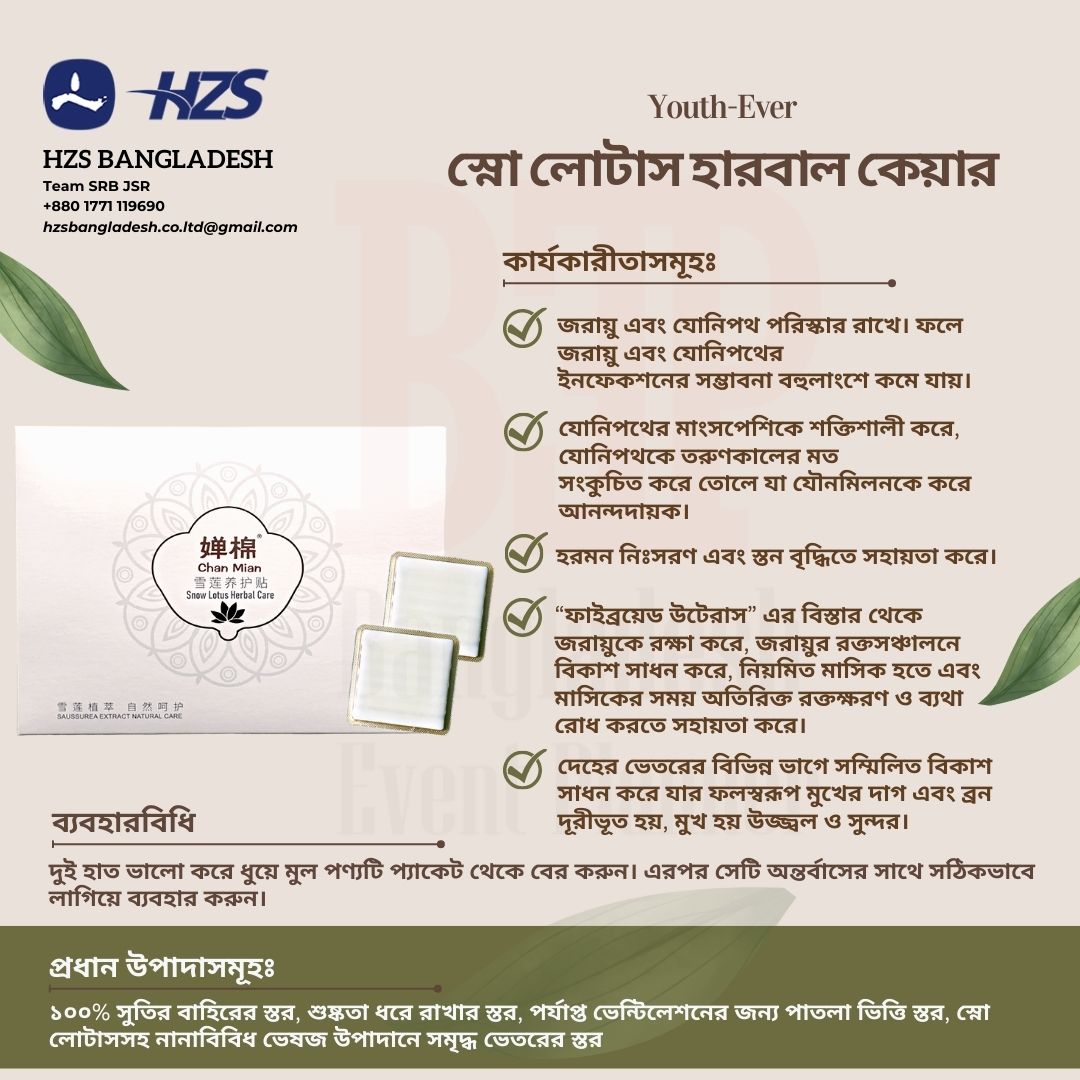 HZS
HZS BANGLADESH
Team SRB JSR
+880 1771 119690
hzsbangladesh.co.ltd@gmail.com
Youth-Ever
স্নো লোটাস হারবাল কেয়ার
কার্যকারীতাসমূহঃ
জরায়ু এবং যোনিপথ পরিস্কার রাখে। ফলে
জরায়ু এবং যোনিপথের
ইনফেকশনের সম্ভাবনা বহুলাংশে কমে যায়।
যোনিপথের মাংসপেশিকে শক্তিশালী করে,
যোনিপথকে তরুণকালের মত
সংকুচিত করে তোলে যা যৌনমিলনকে করে
আনন্দদায়ক।
হরমন নিঃসরণ এবং স্তন বৃদ্ধিতে সহায়তা করে।
“ফাইব্রয়েড উটেরাস” এর বিস্তার থেকে
জরায়ুকে রক্ষা করে, জরায়ুর রক্তসঞ্চালনে
বিকাশ সাধন করে, নিয়মিত মাসিক হতে এবং
মাসিকের সময় অতিরিক্ত রক্তক্ষরণ ও ব্যথা
রোধ করতে সহায়তা করে।
দেহের ভেতরের বিভিন্ন ভাগে সম্মিলিত বিকাশ
সাধন করে যার ফলস্বরূপ মুখের দাগ এবং ব্রন
দূরীভূত হয়, মুখ হয় উজ্জ্বল ও সুন্দর।
婵棉®
Chan Mian
雪莲养护贴
Snow Lotus Herbal Care
雪莲植萃 自然呵护
SAUSSUREA EXTRACT NATURAL CARE
ব্যবহারবিধি
দুই হাত ভালো করে ধুয়ে মুল পণ্যটি প্যাকেট থেকে বের করুন। এরপর সেটি অন্তর্বাসের সাথে সঠিকভাবে
লাগিয়ে ব্যবহার করুন।
প্রধান উপাদাসমূহঃ
১০০% সুতির বাহিরের স্তর, শুষ্কতা ধরে রাখার স্তর, পর্যাপ্ত ভেন্টিলেশনের জন্য পাতলা ভিত্তি স্তর, স্নো
লোটাসসহ নানাবিবিধ ভেষজ উপাদানে সমৃদ্ধ ভেতরের স্তর